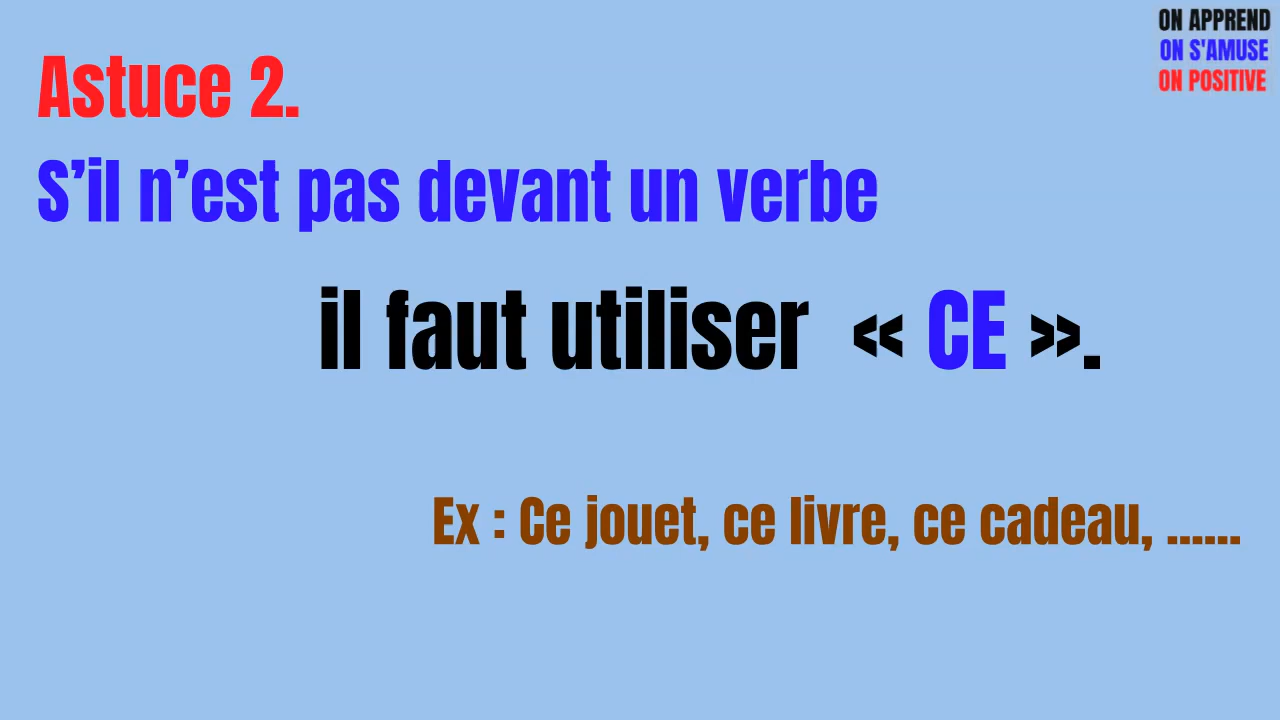 ON APPREND
ON S'AMUSE
ON POSITIVE
Astuce 2.
S’il n’est pas devant un verbe
il faut utiliser « CE ».
Ex : Ce jouet, ce livre, ce cadeau, ......